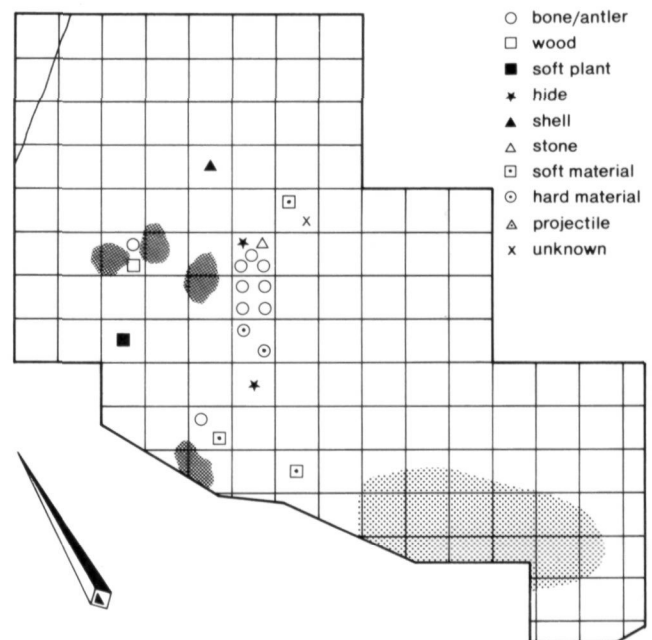 bone/antler
wood
soft plant
hide
shell
stone
soft material
hard material
projectile
x unknown